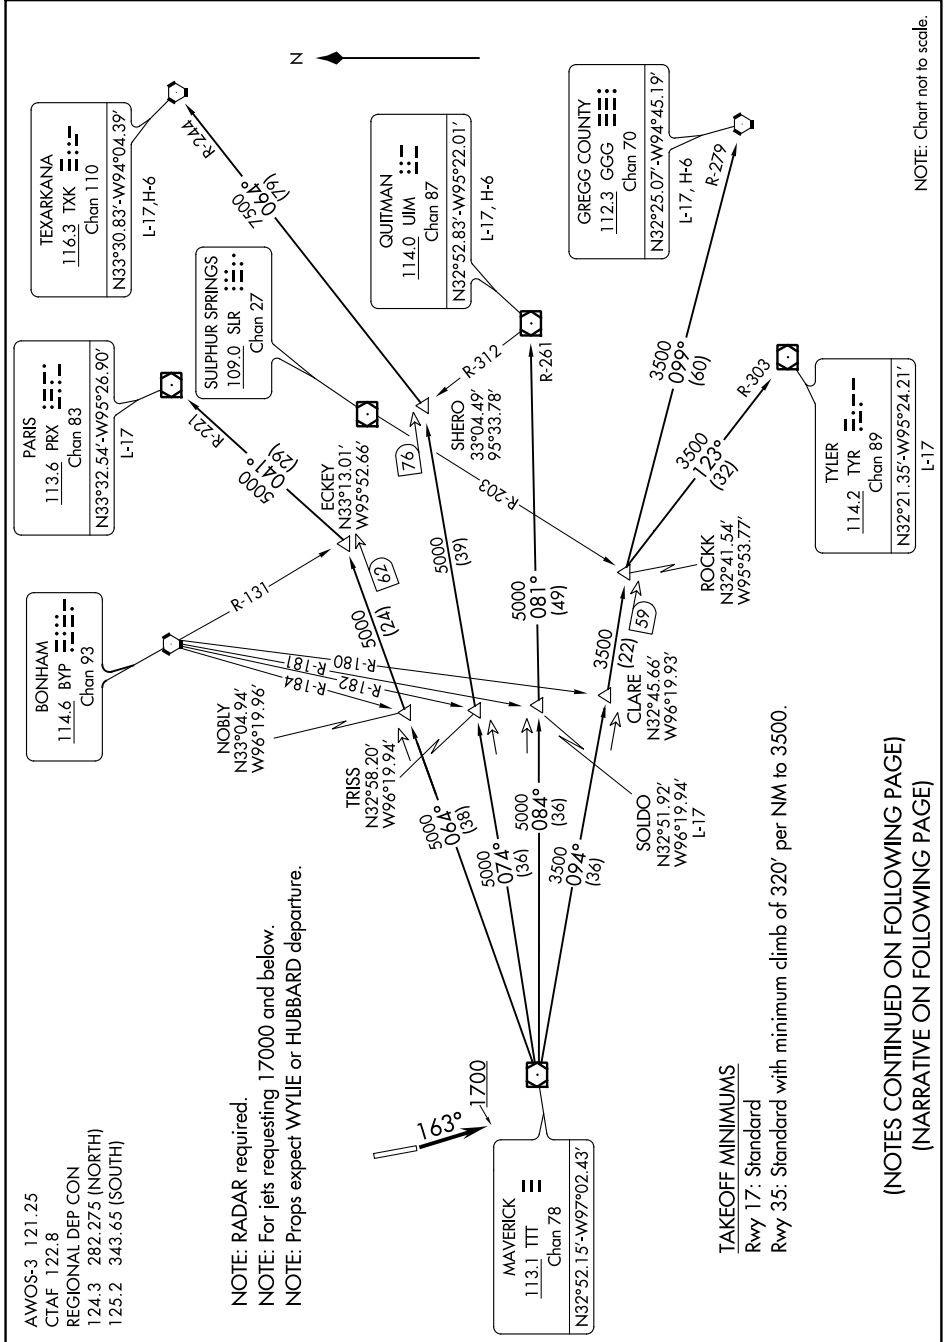 AWOS-3 121.25
CTAF 122.8
REGIONAL DEP CON
124.3 282.275 (NORTH)
125.2 343.65 (SOUTH)
NOTE: RADAR required.
NOTE: For jets requesting 17000 and below.
NOTE: Props expect WYLIE or HUBBARD departure.
BONHAM
114.6 BYP
Chan 93
PARIS
113.6 PRX
Chan 83
N33°32.54'-W95°26.90'
L-17
TEXARKANA
116.3 TXK
Chan 110
N33°30.83'-W94°04.39'
L-17,H-6
SULPHUR SPRINGS
109.0 SLR
Chan 27
QUITMAN
114.0 UIM
Chan 87
N32°52.83'-W95°22.01'
L-17, H-6
GREGG COUNTY
112.3 GGG
Chan 70
N32°25.07'-W94°45.19'
L-17, H-6
TYLER
114.2 TYR
Chan 89
N32°21.35'-W95°24.21'
L-17
MAVERICK
113.1 TTT
Chan 78
N32°52.15'-W97°02.43'
N
163°
1700
NOBLY
N33°04.94'
W96°19.96'
TRISS
N32°58.20'
W96°19.94'
SOLDO
N32°51.92'
W96°19.94'
L-17
CLARE
N32°45.66'
W96°19.93'
ECKEY
N33°13.01'
W95°52.66'
SHERO
33°04.49'
95°33.78'
ROCKK
N32°41.54'
W95°53.77'
5000
064°
(38)
5000
074°
(36)
5000
084°
(36)
3500
094°
(36)
R-131
R-184
R-181
R-182
R-180
5000
(24)
62
5000
041°
(29)
R-221
5000
(39)
76
7500
064°
(79)
R-244
R-312
R-203
5000
081°
(49)
R-261
3500
(22)
59
3500
099°
(60)
R-279
3500
123°
(32)
R-303
TAKEOFF MINIMUMS
Rwy 17: Standard
Rwy 35: Standard with minimum climb of 320' per NM to 3500.
NOTE: Chart not to scale.
(NOTES CONTINUED ON FOLLOWING PAGE)
(NARRATIVE ON FOLLOWING PAGE)